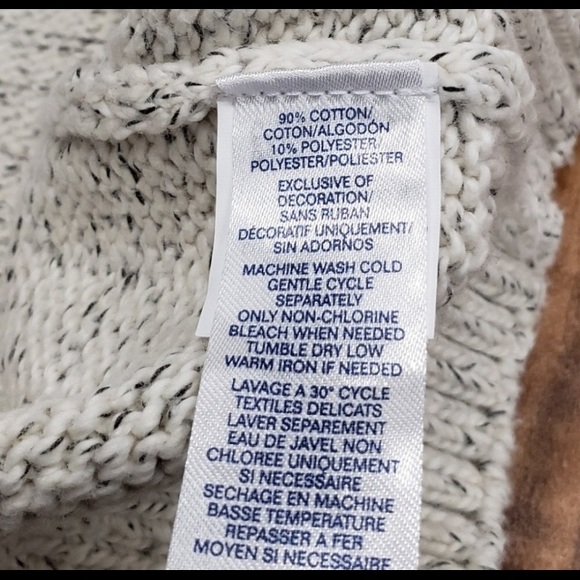 90% COTTON/
COTON/ALGODÓN
10% POLYESTER/
POLYESTER/POLIÉSTER
EXCLUSIVE OF
DECORATION/
SANS RUBAN
DÉCORATIF UNIQUEMENT/
SIN ADORNOS
MACHINE WASH COLD
GENTLE CYCLE
SEPARATELY
ONLY NON-CHLORINE
BLEACH WHEN NEEDED
TUMBLE DRY LOW
WARM IRON IF NEEDED
LAVAGE A 30° CYCLE
TEXTILES DELICATS
LAVER SEPAREMENT
EAU DE JAVEL NON
CHLOREE UNIQUEMENT
SI NECESSAIRE
SECHAGE EN MACHINE
BASSE TEMPERATURE
REPASSER A FER
MOYEN SI NECESSAIRE